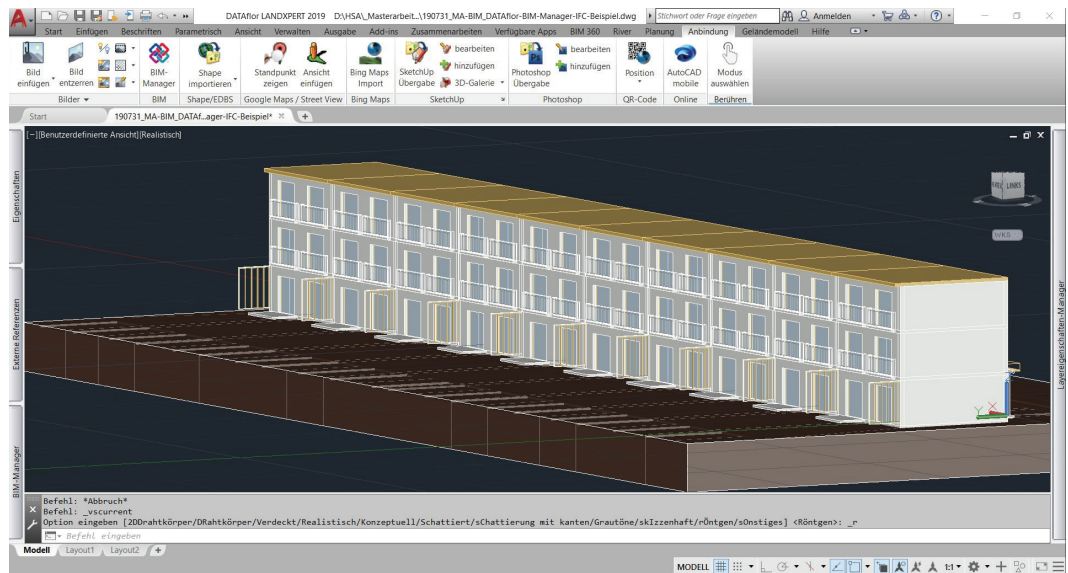 DATAflor LANDXPERT 2019 D:\HSA\_Masterarbeit...\190731_MA-BIM_DATAflor-BIM-Manager-IFC-Beispiel.dwg Stichwort oder Frage eingeben Anmelden
Start Einfügen Beschriften Parametrisch Ansicht Verwalten Ausgabe Add-ins Zusammenarbeiten Verfügbare Apps BIM 360 River Planung Anbindung Geländemodell Hilfe
Bild einfügen
Bild entzerren
BIM-Manager
Shape importieren
Standpunkt zeigen
Ansicht einfügen
Bing Maps Import
SketchUp Übergabe
bearbeiten
hinzufügen
3D-Galerie
Photoshop Übergabe
bearbeiten
hinzufügen
Position
AutoCAD mobile
Modus auswählen
Bilder BIM Shape/EDBS Google Maps / Street View Bing Maps SketchUp Photoshop QR-Code Online Berühren
Start 190731_MA-BIM_DATAf...ager-IFC-Beispiel*
[−][Benutzerdefinierte Ansicht][Realistisch]
Eigenschaften
Externe Referenzen
BIM-Manager
LINKS
WKS
Layereigenschaften-Manager
Y X
Befehl: *Abbruch*
Befehl: _vscurrent
Option eingeben [2DDrahtkörper/DRahtkörper/Verdeckt/Realistisch/Konzeptuell/Schattiert/sChattierung mit kanten/Grautöne/skIzzenhaft/rÖntgen/sOnstiges] <Röntgen>: _r
Befehl eingeben
Modell Layout1 Layout2
MODELL 1:1